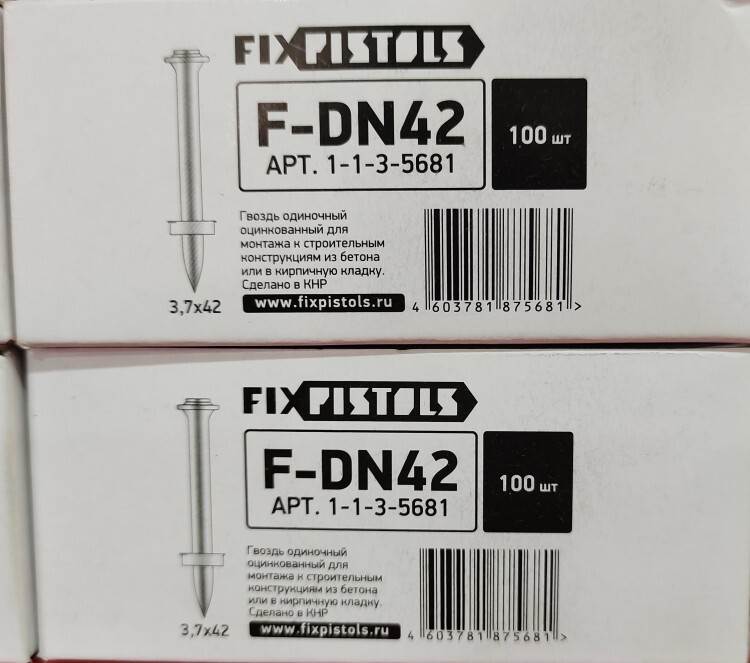 FIXPISTOLS
F-DN42
АРТ. 1-1-3-5681
100 шт
Гвоздь одиночный
оцинкованный для
монтажа к строительным
конструкциям из бетона
или в кирпичную кладку.
Сделано в КНР
www.fixpistols.ru
3,7x42
4 603781 875681 >
FIXPISTOLS
F-DN42
АРТ. 1-1-3-5681
100 шт
Гвоздь одиночный
оцинкованный для
монтажа к строительным
конструкциям из бетона
или в кирпичную кладку.
Сделано в КНР
www.fixpistols.ru
3,7x42
4 603781 875681 >